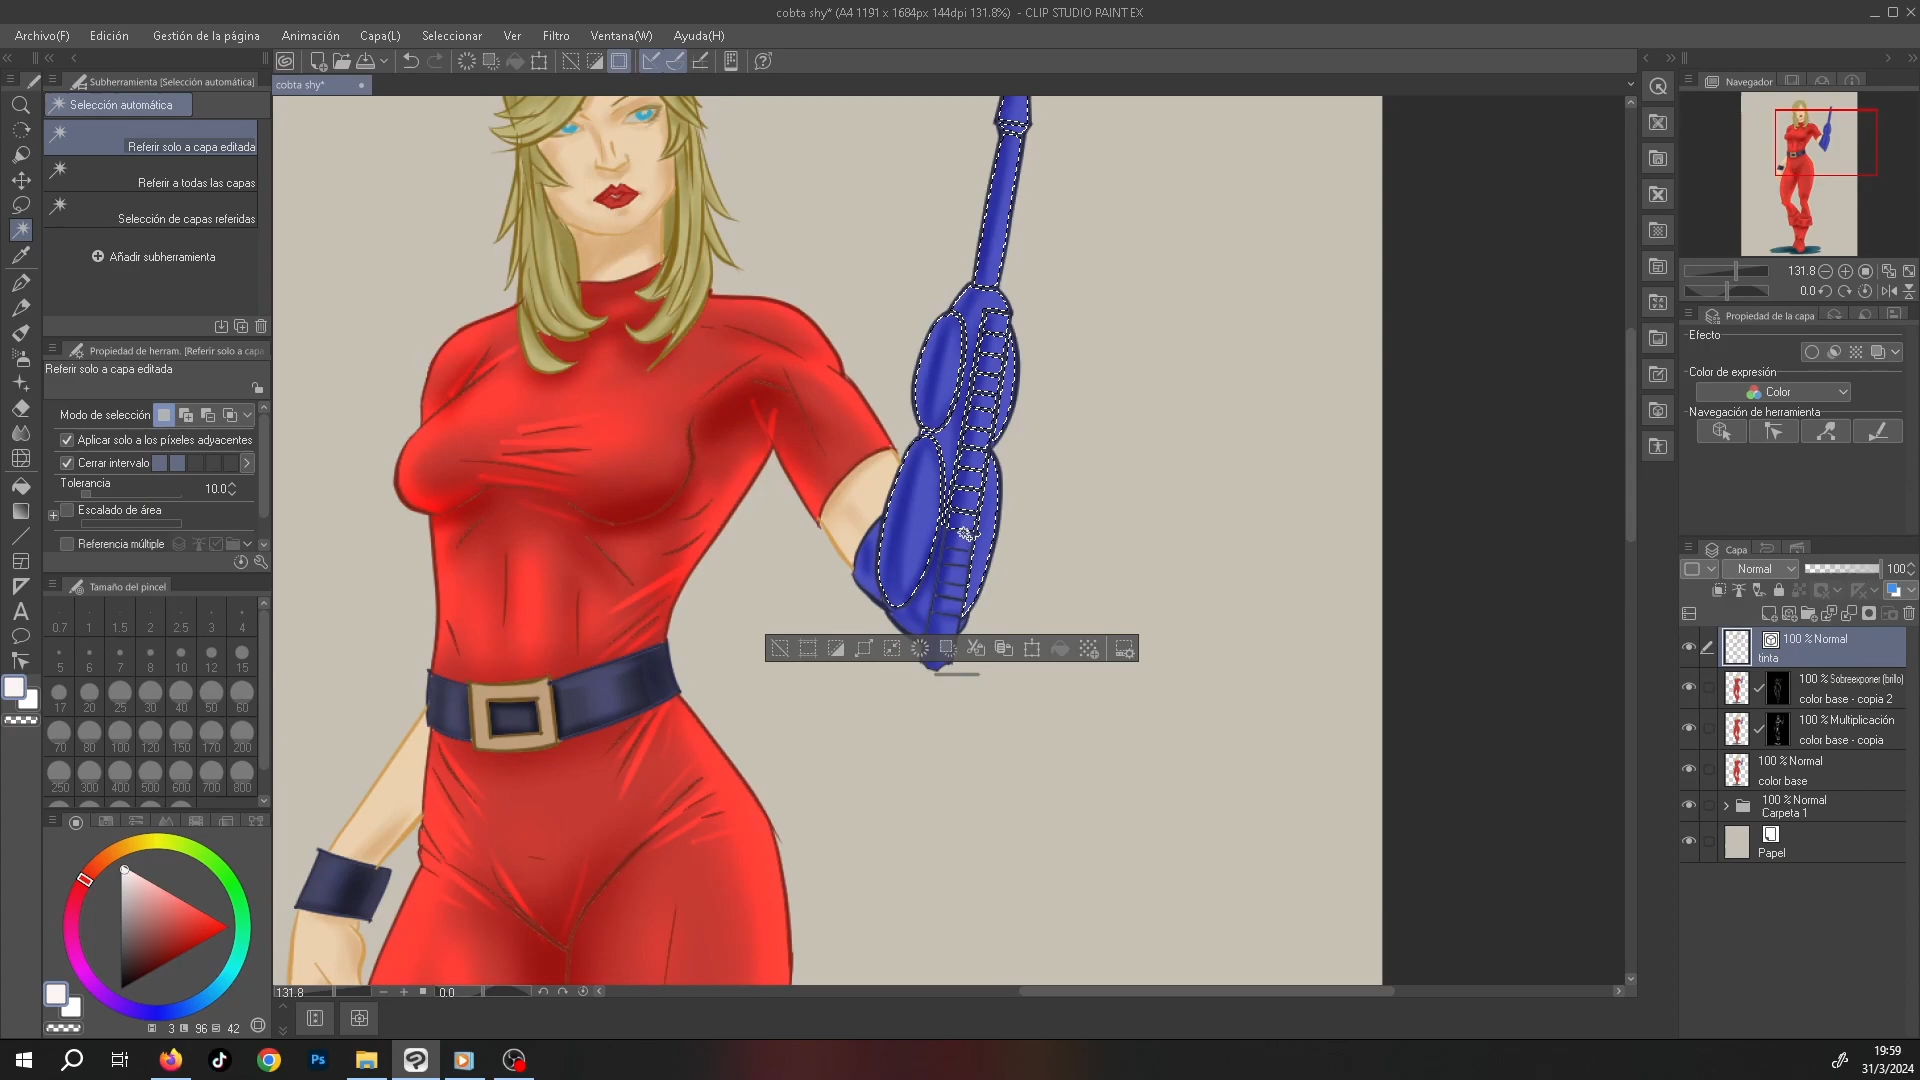 cobta shy* (A4 1191 x 1684px 144dpi 131.8%) - CLIP STUDIO PAINT EX
Archivo(F) Edición Gestión de la página Animación Capa(L) Seleccionar Ver Filtro Ventana(W) Ayuda(H)
Subherramienta [Selección automática]
cobta shy*
Selección automática
Referir solo a capa editada
Referir a todas las capas
Selección de capas referidas
Añadir subherramienta
Propiedad de herram. [Referir solo a capa
Referir solo a capa editada
Modo de selección
Aplicar solo a los píxeles adyacentes
Cerrar intervalo
Tolerancia
10.0
Escalado de área
Referencia múltiple
Tamaño del pincel
0.7 1 1.5 2 2.5 3 4
5 6 7 8 10 12 15
17 20 25 30 40 50 60
70 80 100 120 150 170 200
250 300 400 500 600 700 800
3 96 42
131.8 0.0
Navegador
131.8
0.0
Propiedad de la capa
Efecto
Color de expresión
Color
Navegación de herramienta
Capa
Normal 100
100 % Normal
tinta
100 % Sobreexponer (brillo)
color base - copia 2
100 % Multiplicación
color base - copia
100 % Normal
color base
100 % Normal
Carpeta 1
Papel
Ps
19:59
31/3/2024